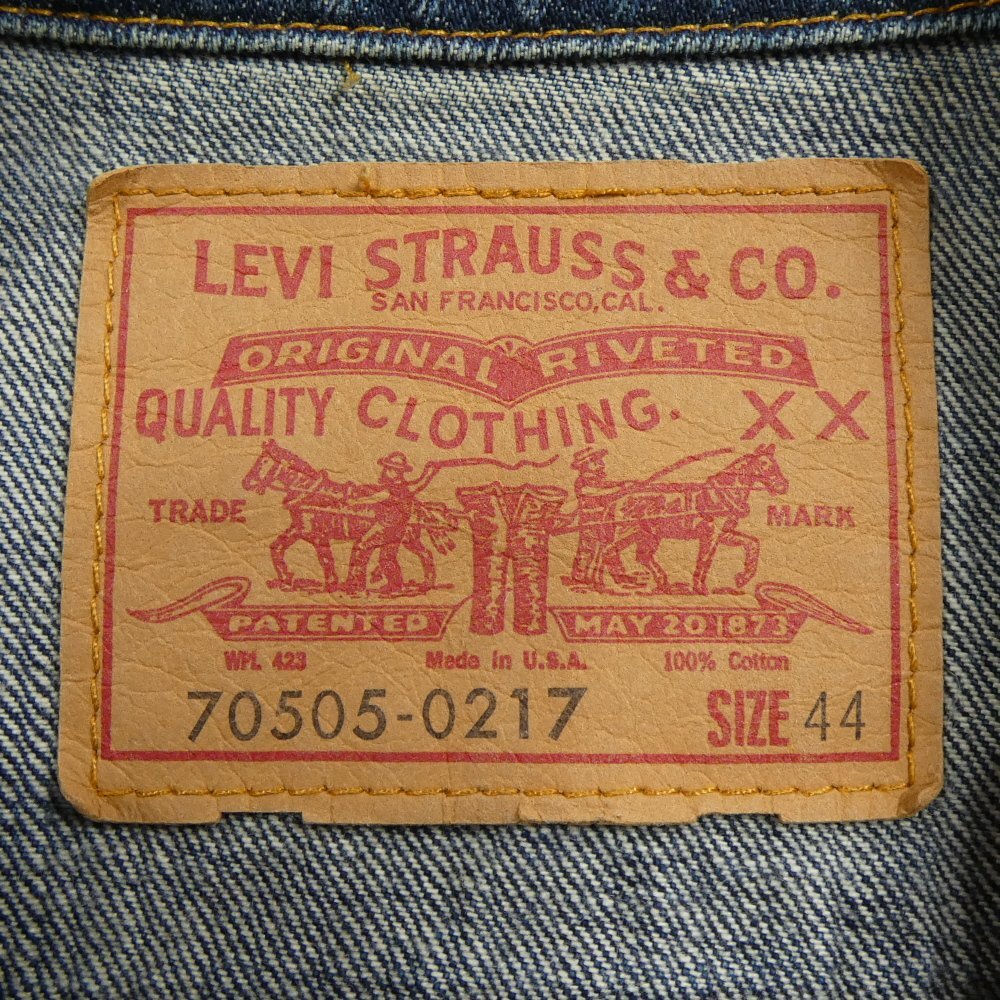 LEVI STRAUSS & CO.
SAN FRANCISCO, CAL.
ORIGINAL RIVETED
QUALITY CLOTHING. XX
TRADE MARK
PATENTED MAY 20 1873
WPL 423 Made in U.S.A. 100% Cotton
70505-0217 SIZE 44